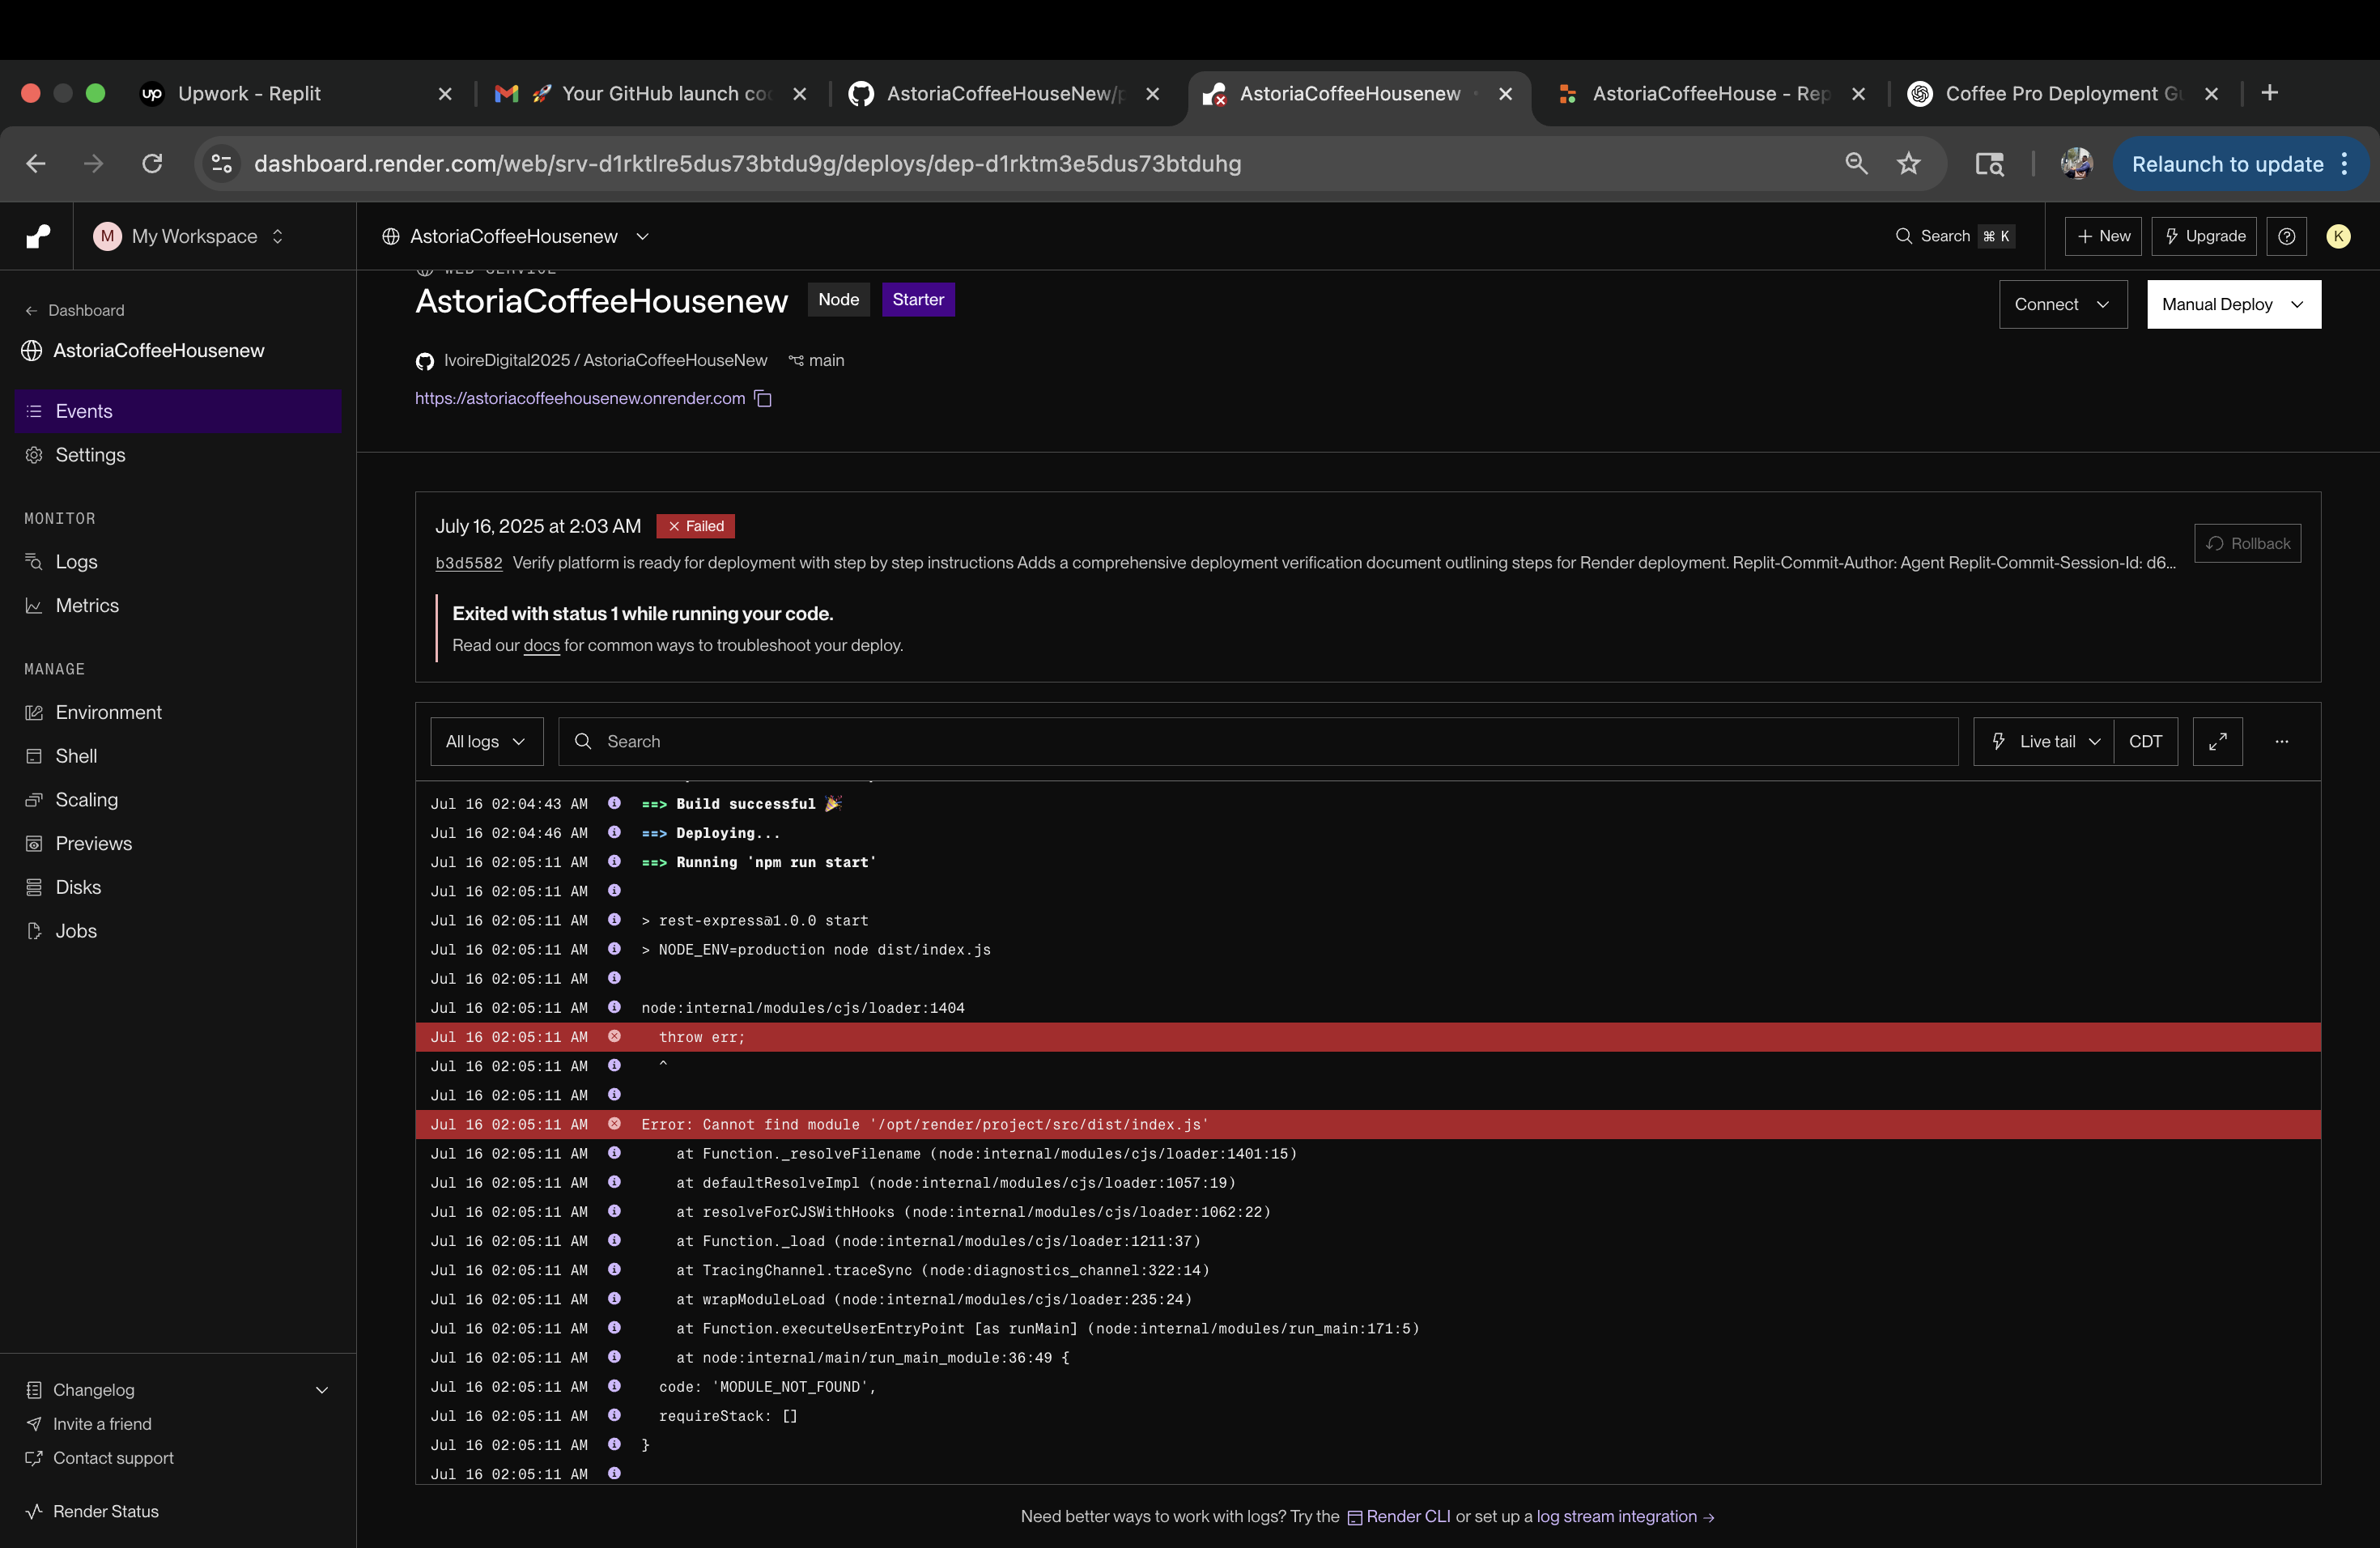 Upwork - Replit
🚀 Your GitHub launch co
AstoriaCoffeeHouseNew/p
AstoriaCoffeeHousenew
AstoriaCoffeeHouse - Rep
Coffee Pro Deployment Gu
dashboard.render.com/web/srv-d1rktlre5dus73btdu9g/deploys/dep-d1rktm3e5dus73btduhg
Relaunch to update
M My Workspace
AstoriaCoffeeHousenew
Search ⌘ K
+ New
Upgrade
K
← Dashboard
AstoriaCoffeeHousenew
Events
Settings
MONITOR
Logs
Metrics
MANAGE
Environment
Shell
Scaling
Previews
Disks
Jobs
Changelog
Invite a friend
Contact support
Render Status
WEB SERVICE
AstoriaCoffeeHousenew Node Starter
Connect
Manual Deploy
IvoireDigital2025 / AstoriaCoffeeHouseNew main
https://astoriacoffeehousenew.onrender.com
July 16, 2025 at 2:03 AM Failed
b3d5582 Verify platform is ready for deployment with step by step instructions Adds a comprehensive deployment verification document outlining steps for Render deployment. Replit-Commit-Author: Agent Replit-Commit-Session-Id: d6...
Rollback
Exited with status 1 while running your code.
Read our docs for common ways to troubleshoot your deploy.
All logs
Search
Live tail
CDT
Jul 16 02:04:43 AM ==> Build successful 🎉
Jul 16 02:04:46 AM ==> Deploying...
Jul 16 02:05:11 AM ==> Running 'npm run start'
Jul 16 02:05:11 AM
Jul 16 02:05:11 AM > rest-express@1.0.0 start
Jul 16 02:05:11 AM > NODE_ENV=production node dist/index.js
Jul 16 02:05:11 AM
Jul 16 02:05:11 AM node:internal/modules/cjs/loader:1404
Jul 16 02:05:11 AM throw err;
Jul 16 02:05:11 AM ^
Jul 16 02:05:11 AM
Jul 16 02:05:11 AM Error: Cannot find module '/opt/render/project/src/dist/index.js'
Jul 16 02:05:11 AM at Function._resolveFilename (node:internal/modules/cjs/loader:1401:15)
Jul 16 02:05:11 AM at defaultResolveImpl (node:internal/modules/cjs/loader:1057:19)
Jul 16 02:05:11 AM at resolveForCJSWithHooks (node:internal/modules/cjs/loader:1062:22)
Jul 16 02:05:11 AM at Function._load (node:internal/modules/cjs/loader:1211:37)
Jul 16 02:05:11 AM at TracingChannel.traceSync (node:diagnostics_channel:322:14)
Jul 16 02:05:11 AM at wrapModuleLoad (node:internal/modules/cjs/loader:235:24)
Jul 16 02:05:11 AM at Function.executeUserEntryPoint [as runMain] (node:internal/modules/run_main:171:5)
Jul 16 02:05:11 AM at node:internal/main/run_main_module:36:49 {
Jul 16 02:05:11 AM code: 'MODULE_NOT_FOUND',
Jul 16 02:05:11 AM requireStack: []
Jul 16 02:05:11 AM }
Jul 16 02:05:11 AM
Need better ways to work with logs? Try the Render CLI or set up a log stream integration →